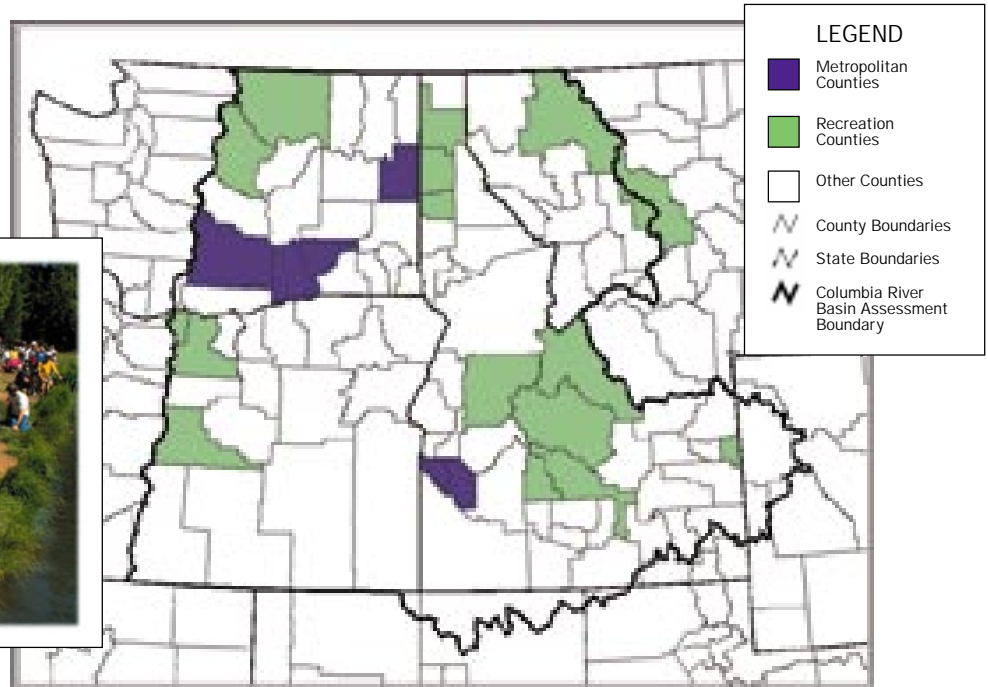 LEGEND
Metropolitan
Counties
Recreation
Counties
Other Counties
County Boundaries
State Boundaries
Columbia River
Basin Assessment
Boundary